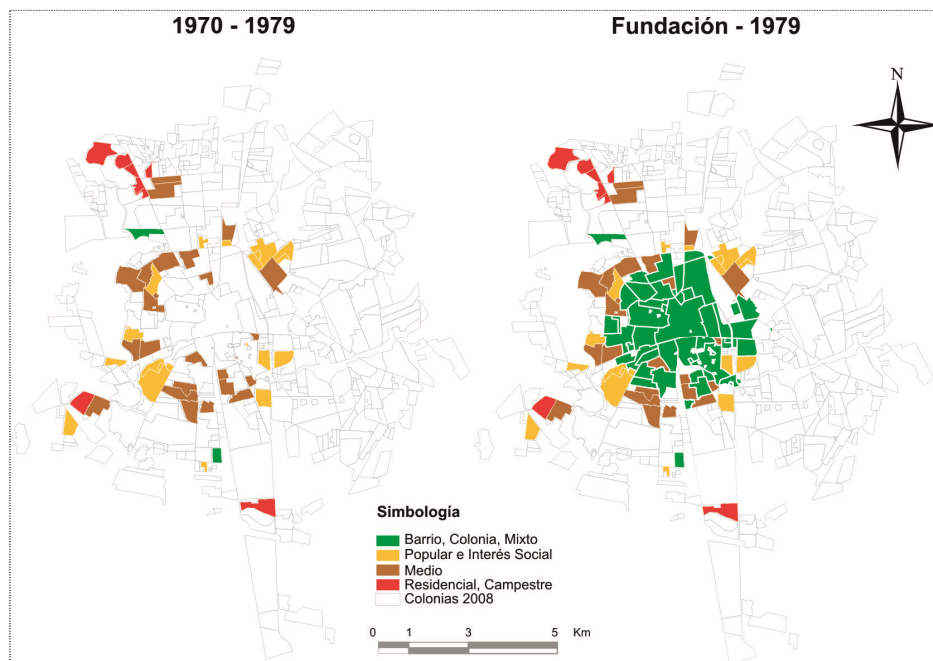 1970 - 1979
Fundación - 1979
N
Simbología
Barrio, Colonia, Mixto
Popular e Interés Social
Medio
Residencial, Campestre
Colonias 2008
0 1 3 5 Km